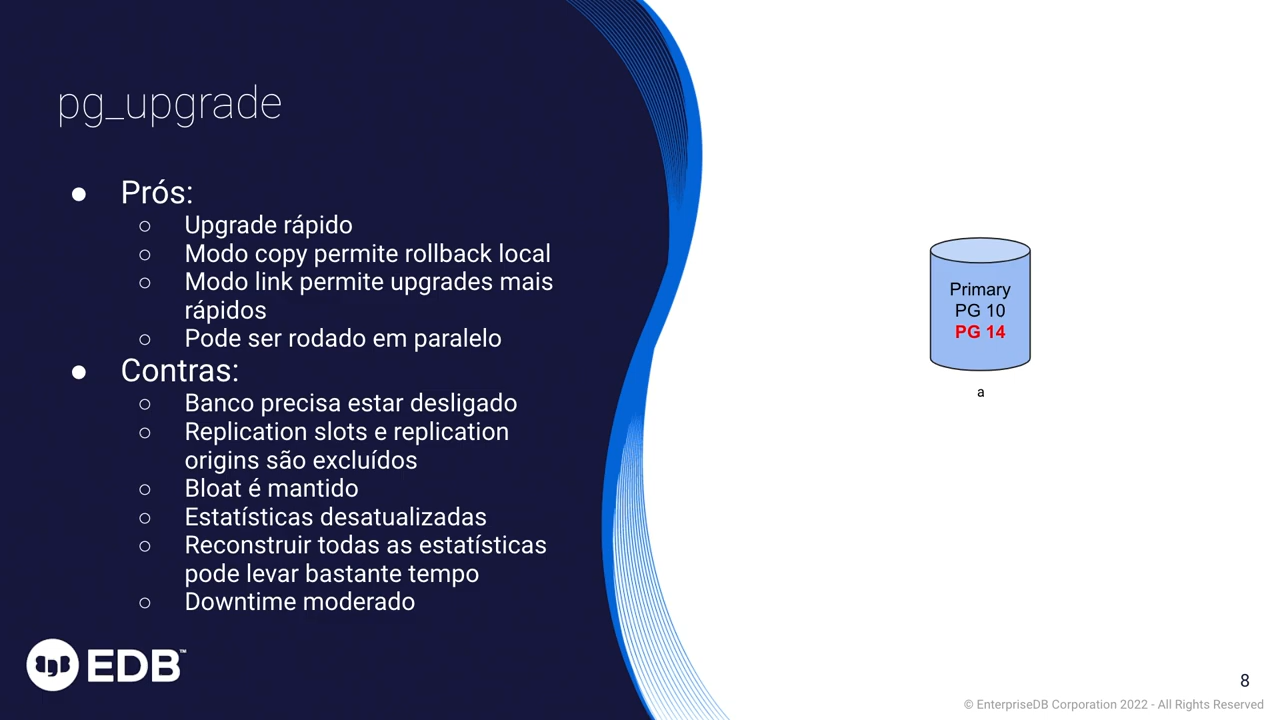 pg_upgrade
● Prós:
○ Upgrade rápido
○ Modo copy permite rollback local
○ Modo link permite upgrades mais
rápidos
○ Pode ser rodado em paralelo
● Contras:
○ Banco precisa estar desligado
○ Replication slots e replication
origins são excluídos
○ Bloat é mantido
○ Estatísticas desatualizadas
○ Reconstruir todas as estatísticas
pode levar bastante tempo
○ Downtime moderado
Primary
PG 10
PG 14
a
EDB™
8
© EnterpriseDB Corporation 2022 - All Rights Reserved